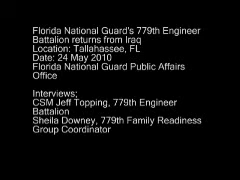 Florida National Guard's 779th Engineer
Battalion returns from Iraq
Location: Tallahassee, FL
Date: 24 May 2010
Florida National Guard Public Affairs
Office

Interviews;
CSM Jeff Topping, 779th Engineer
Battalion
Sheila Downey, 779th Family Readiness
Group Coordinator